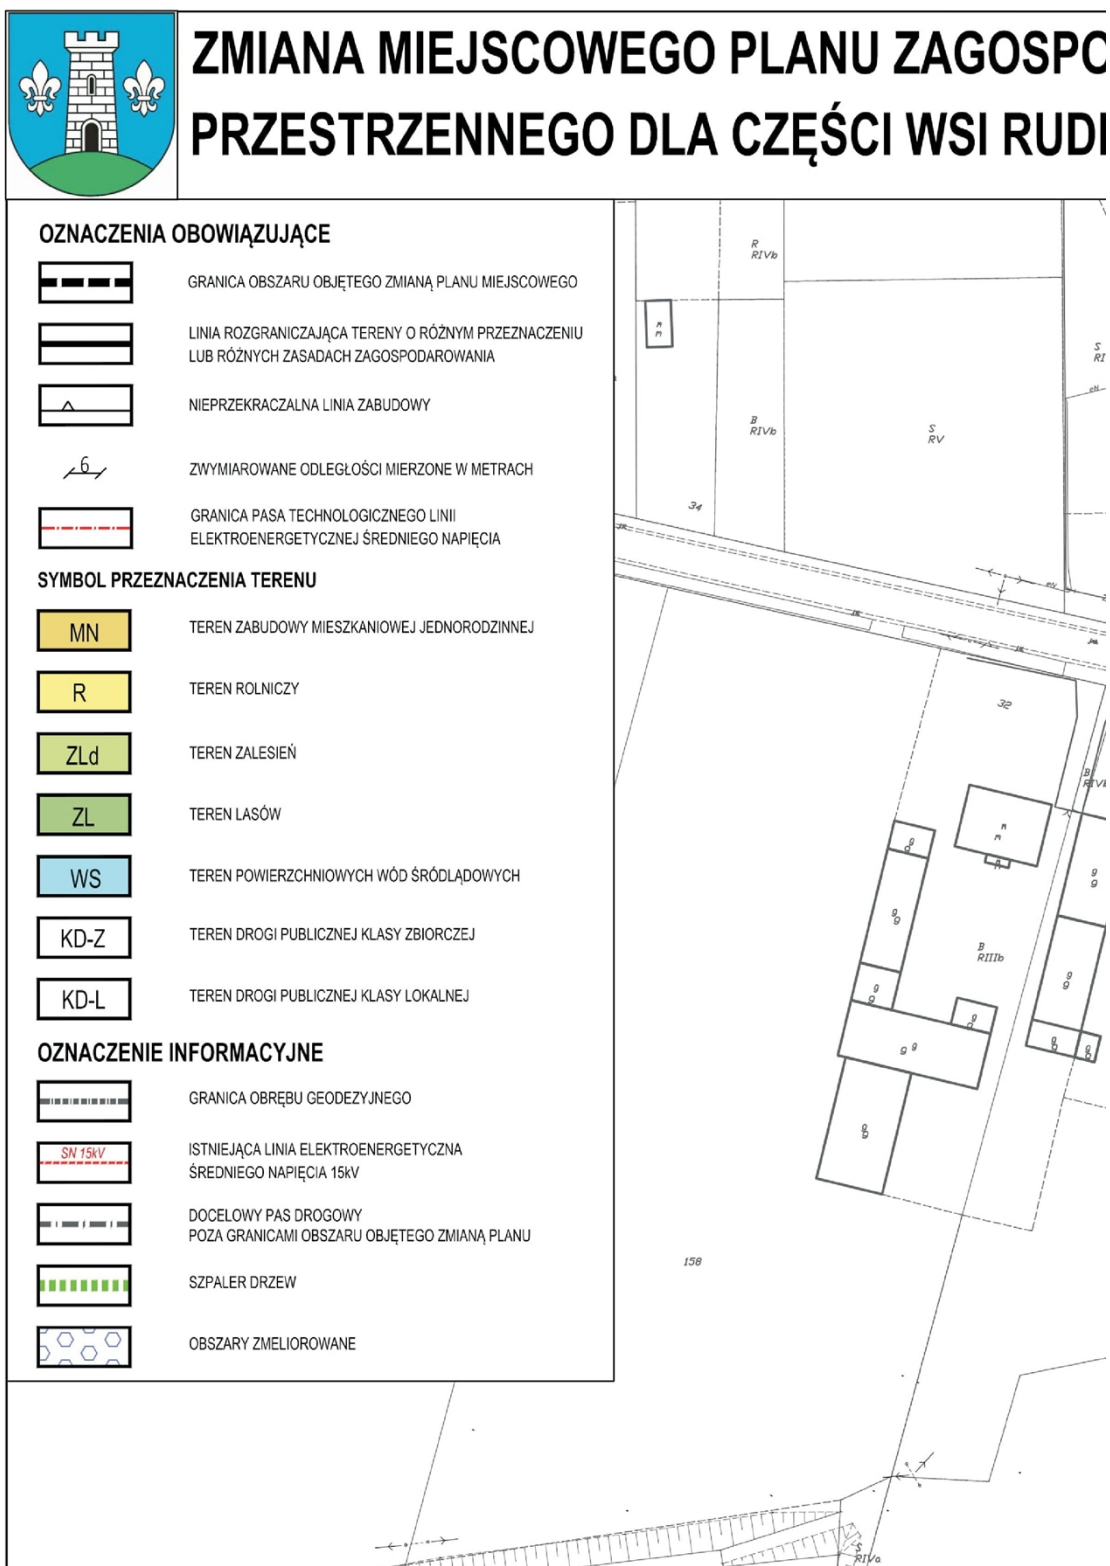 ZMIANA MIEJSCOWEGO PLANU ZAGOSPO
PRZESTRZENNEGO DLA CZĘŚCI WSI RUD
OZNACZENIA OBOWIĄZUJĄCE
GRANICA OBSZARU OBJĘTEGO ZMIANĄ PLANU MIEJSCOWEGO
LINIA ROZGRANICZAJĄCA TERENY O RÓŻNYM PRZEZNACZENIU
LUB RÓŻNYCH ZASADACH ZAGOSPODAROWANIA
NIEPRZEKRACZALNA LINIA ZABUDOWY
6
ZWYMIAROWANE ODLEGŁOŚCI MIERZONE W METRACH
GRANICA PASA TECHNOLOGICZNEGO LINII
ELEKTROENERGETYCZNEJ ŚREDNIEGO NAPIĘCIA
SYMBOL PRZEZNACZENIA TERENU
MN
TEREN ZABUDOWY MIESZKANIOWEJ JEDNORODZINNEJ
R
TEREN ROLNICZY
ZLd
TEREN ZALESIEŃ
ZL
TEREN LASÓW
WS
TEREN POWIERZCHNIOWYCH WÓD ŚRÓDLĄDOWYCH
KD-Z
TEREN DROGI PUBLICZNEJ KLASY ZBIORCZEJ
KD-L
TEREN DROGI PUBLICZNEJ KLASY LOKALNEJ
OZNACZENIE INFORMACYJNE
GRANICA OBRĘBU GEODEZYJNEGO
SN 15kV
ISTNIEJĄCA LINIA ELEKTROENERGETYCZNA
ŚREDNIEGO NAPIĘCIA 15kV
DOCELOWY PAS DROGOWY
POZA GRANICAMI OBSZARU OBJĘTEGO ZMIANĄ PLANU
SZPALER DRZEW
OBSZARY ZMELIOROWANE
R
RIVb
m
m
S
RI
eN
B
RIVb
S
RV
34
eN
32
B
RIVb
m
m
g
g
g
g
g
g
g
g
g
g
B
RIIIb
g
g
g
g
g
g
g
g
g
g
158
S
RIVa